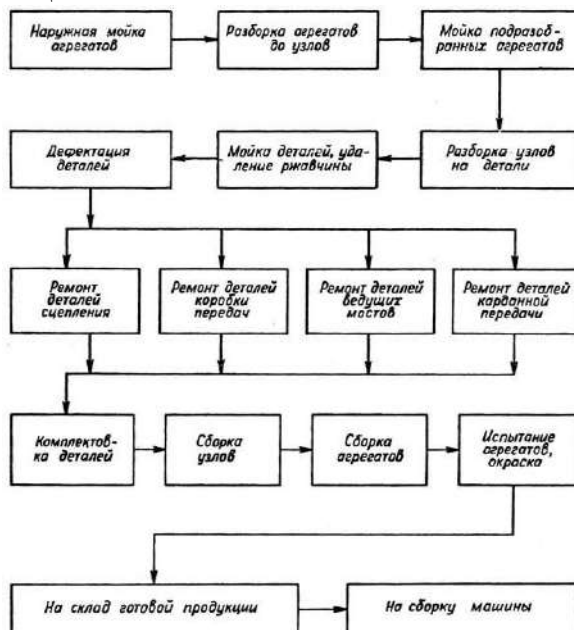 Наружная мойка
агрегатов
Разборка агрегатов
до узлов
Мойка подразоб-
ранных агрегатов
Дефектация
деталей
Мойка деталей, уда-
ление ржавчины
Разборка узлов
на детали
Ремонт
деталей
сцепления
Ремонт деталей
коробки
передач
Ремонт деталей
ведущих
мостов
Ремонт деталей
карданной
передачи
Комплектов-
ка деталей
Сборка
узлов
Сборка
агрегатов
Испытание
агрегатов,
окраска
На склад готовой продукции
На сборку машины